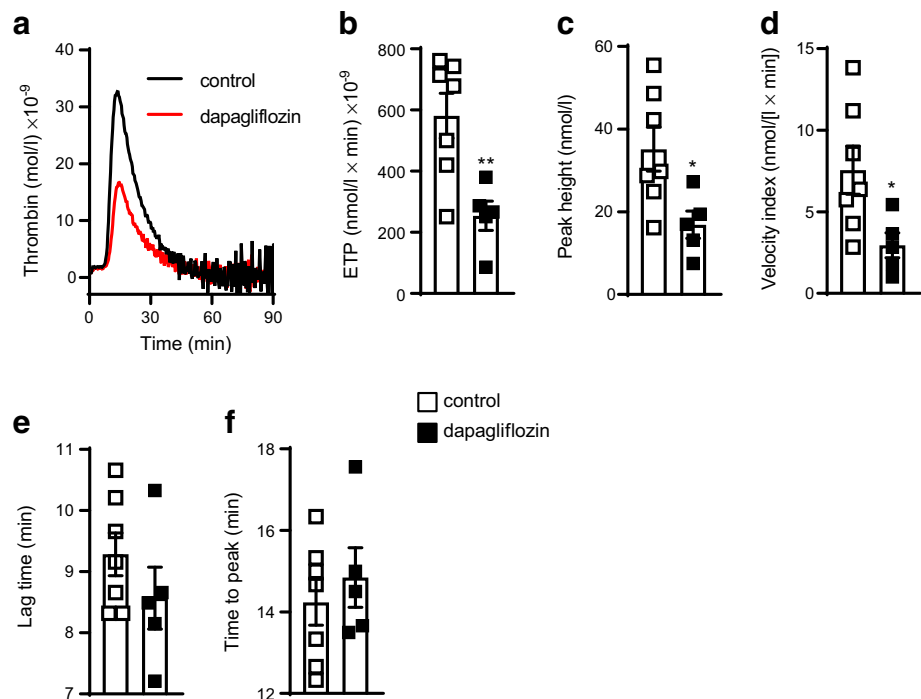 a
Thrombin (mol/l) ×10⁻⁹
40
30
20
10
0
0 30 60 90
Time (min)
control
dapagliflozin
b
ETP (nmol/l × min) ×10⁻⁹
800
600
400
200
0
**
c
Peak height (nmol/l)
60
40
20
0
*
d
Velocity index (nmol/[l × min])
15
10
5
0
*
control
dapagliflozin
e
Lag time (min)
11
10
9
8
7
f
Time to peak (min)
18
16
14
12